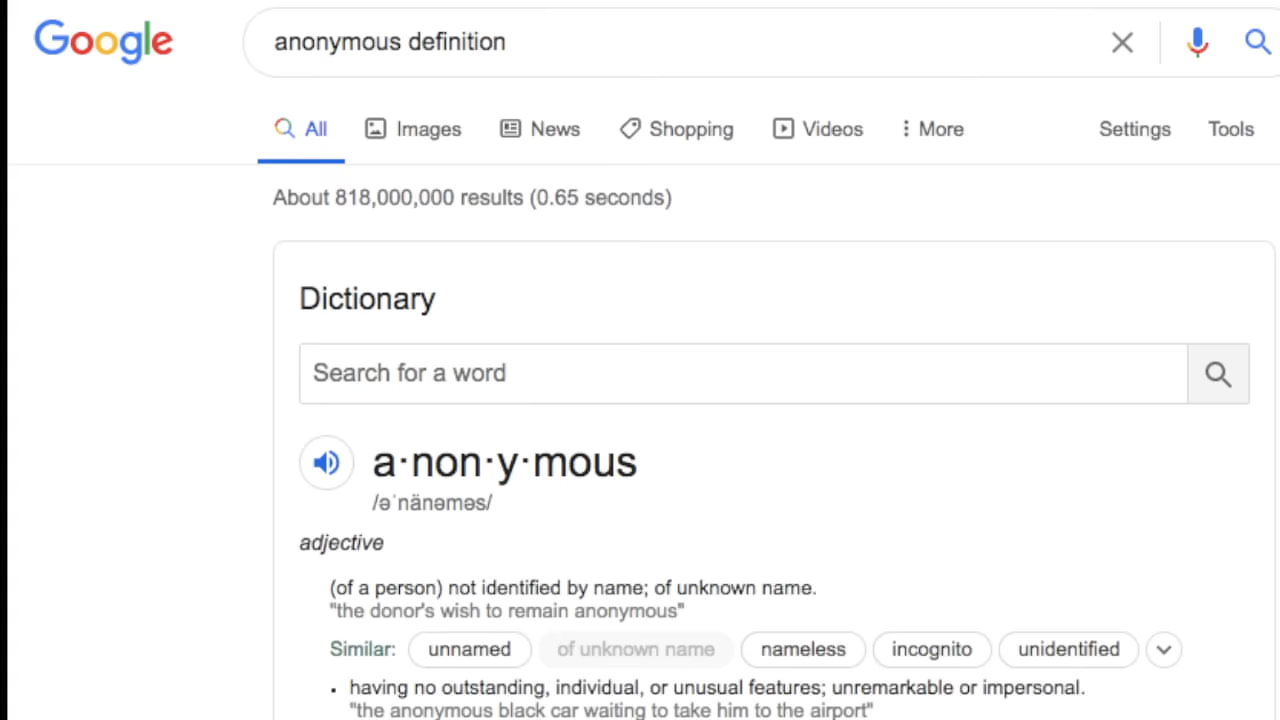 Google
anonymous definition
All Images News Shopping Videos More Settings Tools
About 818,000,000 results (0.65 seconds)
Dictionary
Search for a word
a·non·y·mous
/əˈnänəməs/
adjective
(of a person) not identified by name; of unknown name.
"the donor's wish to remain anonymous"
Similar: unnamed of unknown name nameless incognito unidentified
• having no outstanding, individual, or unusual features; unremarkable or impersonal.
"the anonymous black car waiting to take him to the airport"